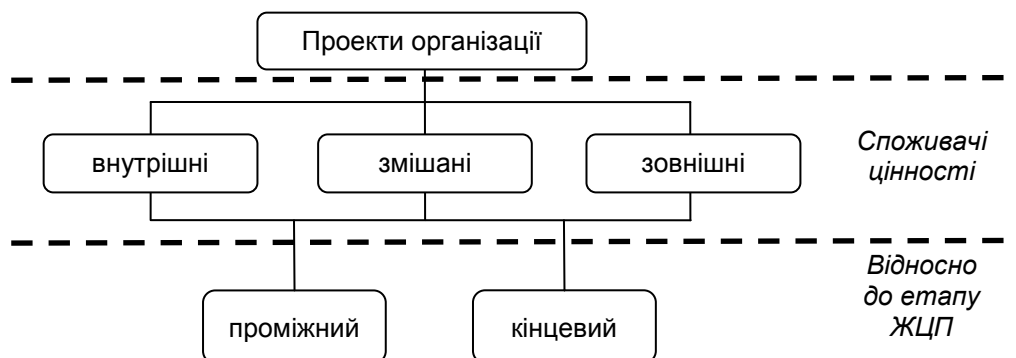 Проекти організації
внутрішні
змішані
зовнішні
Споживачі
цінності
проміжний
кінцевий
Відносно
до етапу
ЖЦП